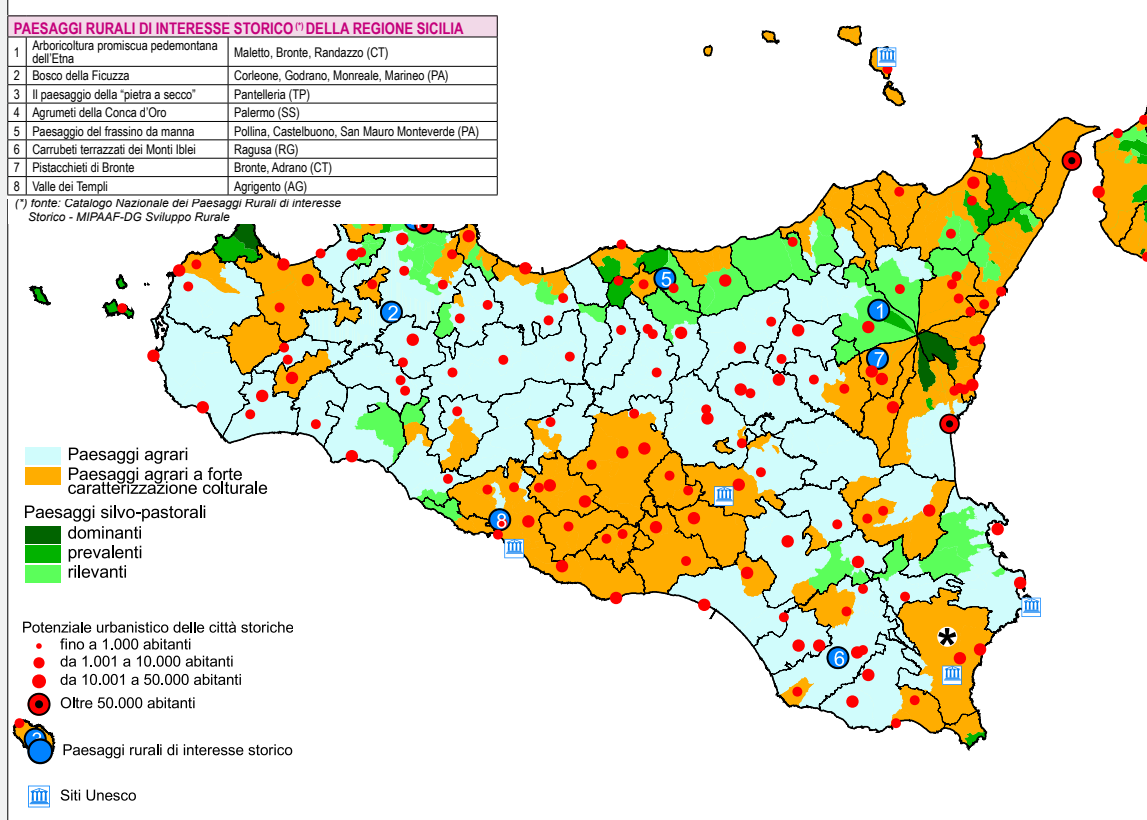 PAESAGGI RURALI DI INTERESSE STORICO (*) DELLA REGIONE SICILIA
1 Arboricoltura promiscua pedemontana dell'Etna Maletto, Bronte, Randazzo (CT)
2 Bosco della Ficuzza Corleone, Godrano, Monreale, Marineo (PA)
3 Il paesaggio della "pietra a secco" Pantelleria (TP)
4 Agrumeti della Conca d'Oro Palermo (SS)
5 Paesaggio del frassino da manna Pollina, Castelbuono, San Mauro Monteverde (PA)
6 Carrubeti terrazzati dei Monti Iblei Ragusa (RG)
7 Pistacchieti di Bronte Bronte, Adrano (CT)
8 Valle dei Templi Agrigento (AG)
(*) fonte: Catalogo Nazionale dei Paesaggi Rurali di interesse
Storico - MIPAAF-DG Sviluppo Rurale
5
2
1
7
8
6
*
Paesaggi agrari
Paesaggi agrari a forte
caratterizzazione colturale
Paesaggi silvo-pastorali
dominanti
prevalenti
rilevanti
Potenziale urbanistico delle città storiche
fino a 1.000 abitanti
da 1.001 a 10.000 abitanti
da 10.001 a 50.000 abitanti
Oltre 50.000 abitanti
Paesaggi rurali di interesse storico
Siti Unesco